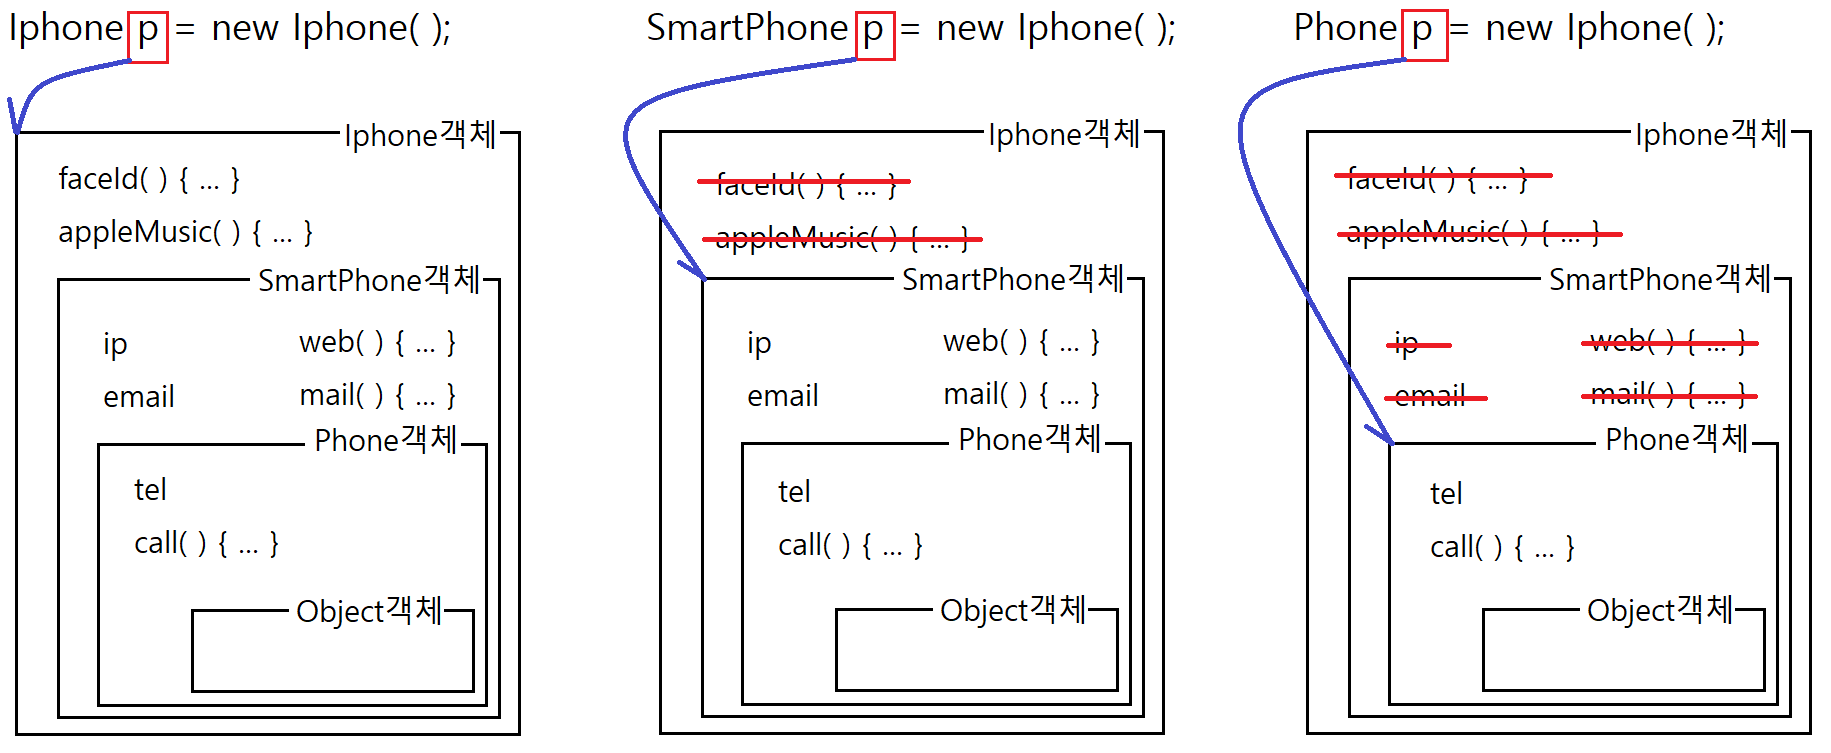 Iphone p = new Iphone( );
Iphone객체
faceId( ) { ... }
appleMusic( ) { ... }
SmartPhone객체
ip web( ) { ... }
email mail( ) { ... }
Phone객체
tel
call( ) { ... }
Object객체
SmartPhone p = new Iphone( );
Iphone객체
faceId( ) { ... }
appleMusic( ) { ... }
SmartPhone객체
ip web( ) { ... }
email mail( ) { ... }
Phone객체
tel
call( ) { ... }
Object객체
Phone p = new Iphone( );
Iphone객체
faceId( ) { ... }
appleMusic( ) { ... }
SmartPhone객체
ip web( ) { ... }
email mail( ) { ... }
Phone객체
tel
call( ) { ... }
Object객체